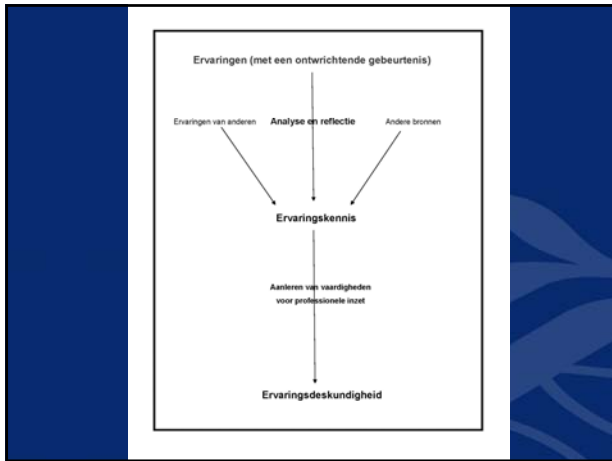 Ervaringen (met een ontwrichtende gebeurtenis)
Ervaringen van anderen
Analyse en reflectie
Andere bronnen
Ervaringskennis
Aanleren van vaardigheden
voor professionele inzet
Ervaringsdeskundigheid